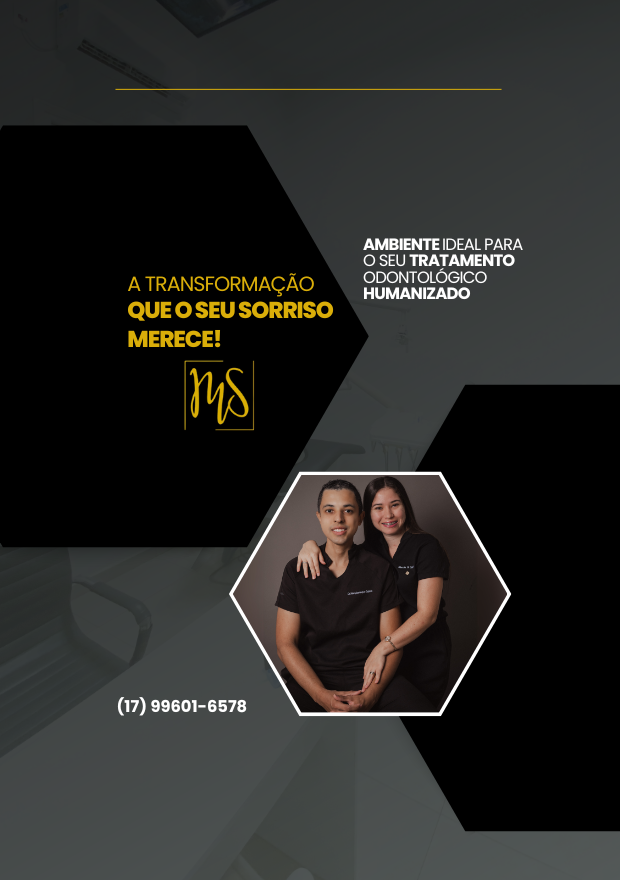 AMBIENTE IDEAL PARA
O SEU TRATAMENTO
ODONTOLÓGICO
HUMANIZADO
A TRANSFORMAÇÃO
QUE O SEU SORRISO
MERECE!
MS
(17) 99601-6578